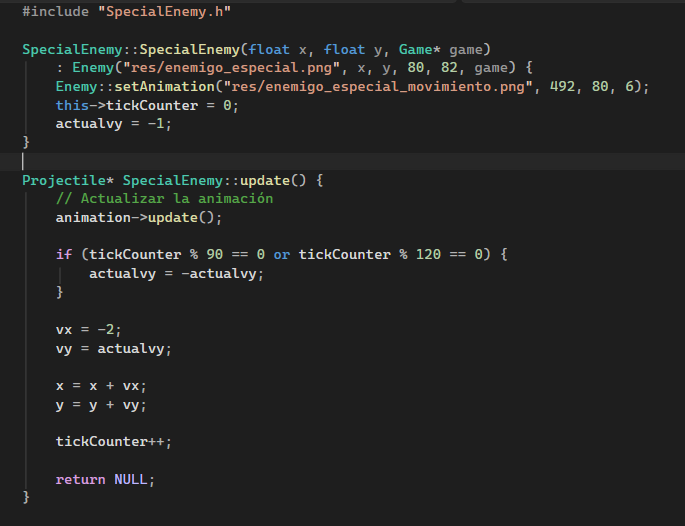 #include "SpecialEnemy.h"
SpecialEnemy::SpecialEnemy(float x, float y, Game* game)
    : Enemy("res/enemigo_especial.png", x, y, 80, 82, game) {
    Enemy::setAnimation("res/enemigo_especial_movimiento.png", 492, 80, 6);
    this->tickCounter = 0;
    actualvy = -1;
}
Projectile* SpecialEnemy::update() {
    // Actualizar la animación
    animation->update();
    if (tickCounter % 90 == 0 or tickCounter % 120 == 0) {
        actualvy = -actualvy;
    }
    vx = -2;
    vy = actualvy;
    x = x + vx;
    y = y + vy;
    tickCounter++;
    return NULL;
}